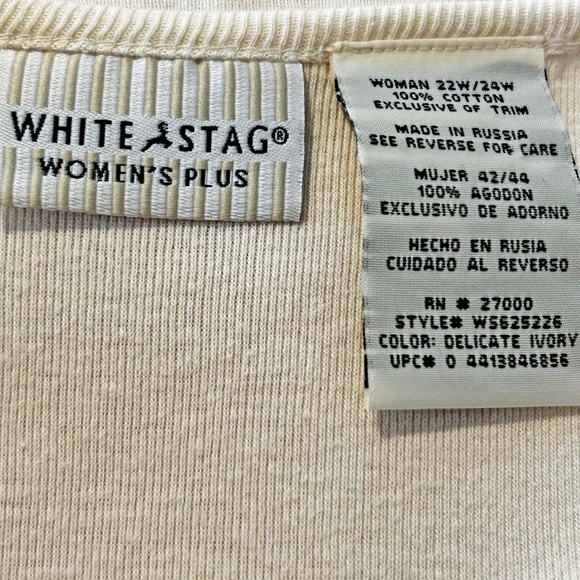 WHITE STAG®
WOMEN'S PLUS
WOMAN 22W/24W
100% COTTON
EXCLUSIVE OF TRIM
MADE IN RUSSIA
SEE REVERSE FOR CARE
MUJER 42/44
100% AGODON
EXCLUSIVO DE ADORNO
HECHO EN RUSIA
CUIDADO AL REVERSO
RN # 27000
STYLE# WS625226
COLOR: DELICATE IVORY
UPC# 0 4413846856